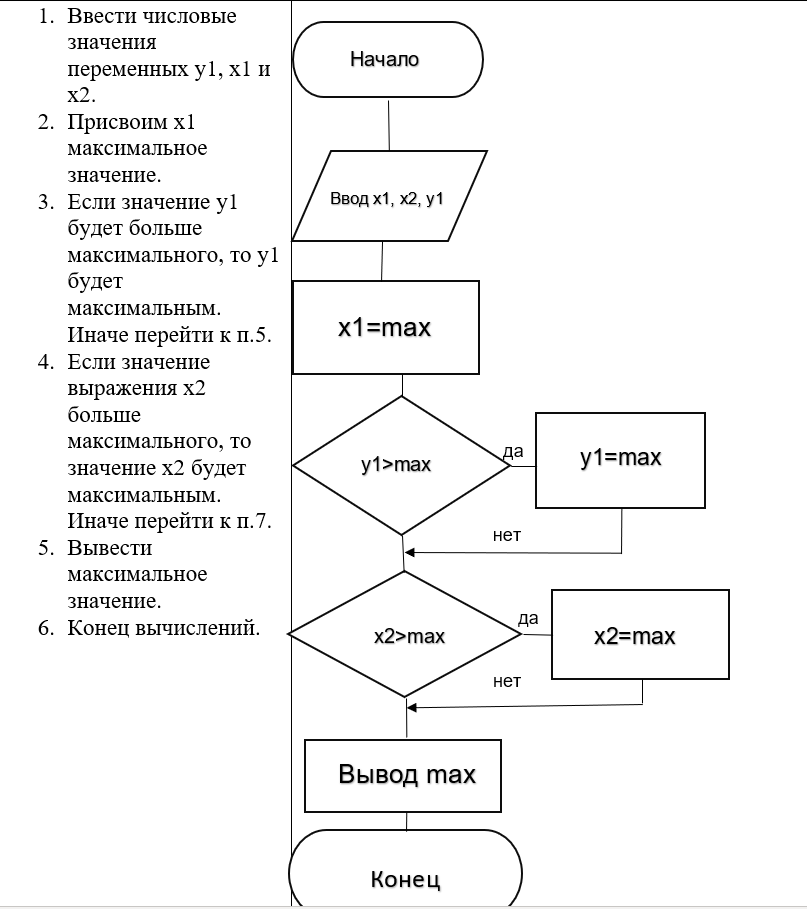 1. Ввести числовые
значения
переменных y1, x1 и
x2.
2. Присвоим x1
максимальное
значение.
3. Если значение y1
будет больше
максимального, то y1
будет
максимальным.
Иначе перейти к п.5.
4. Если значение
выражения x2
больше
максимального, то
значение x2 будет
максимальным.
Иначе перейти к п.7.
5. Вывести
максимальное
значение.
6. Конец вычислений.
Начало
Ввод x1, x2, y1
x1=max
y1>max
да
y1=max
нет
x2>max
да
x2=max
нет
Вывод max
Конец